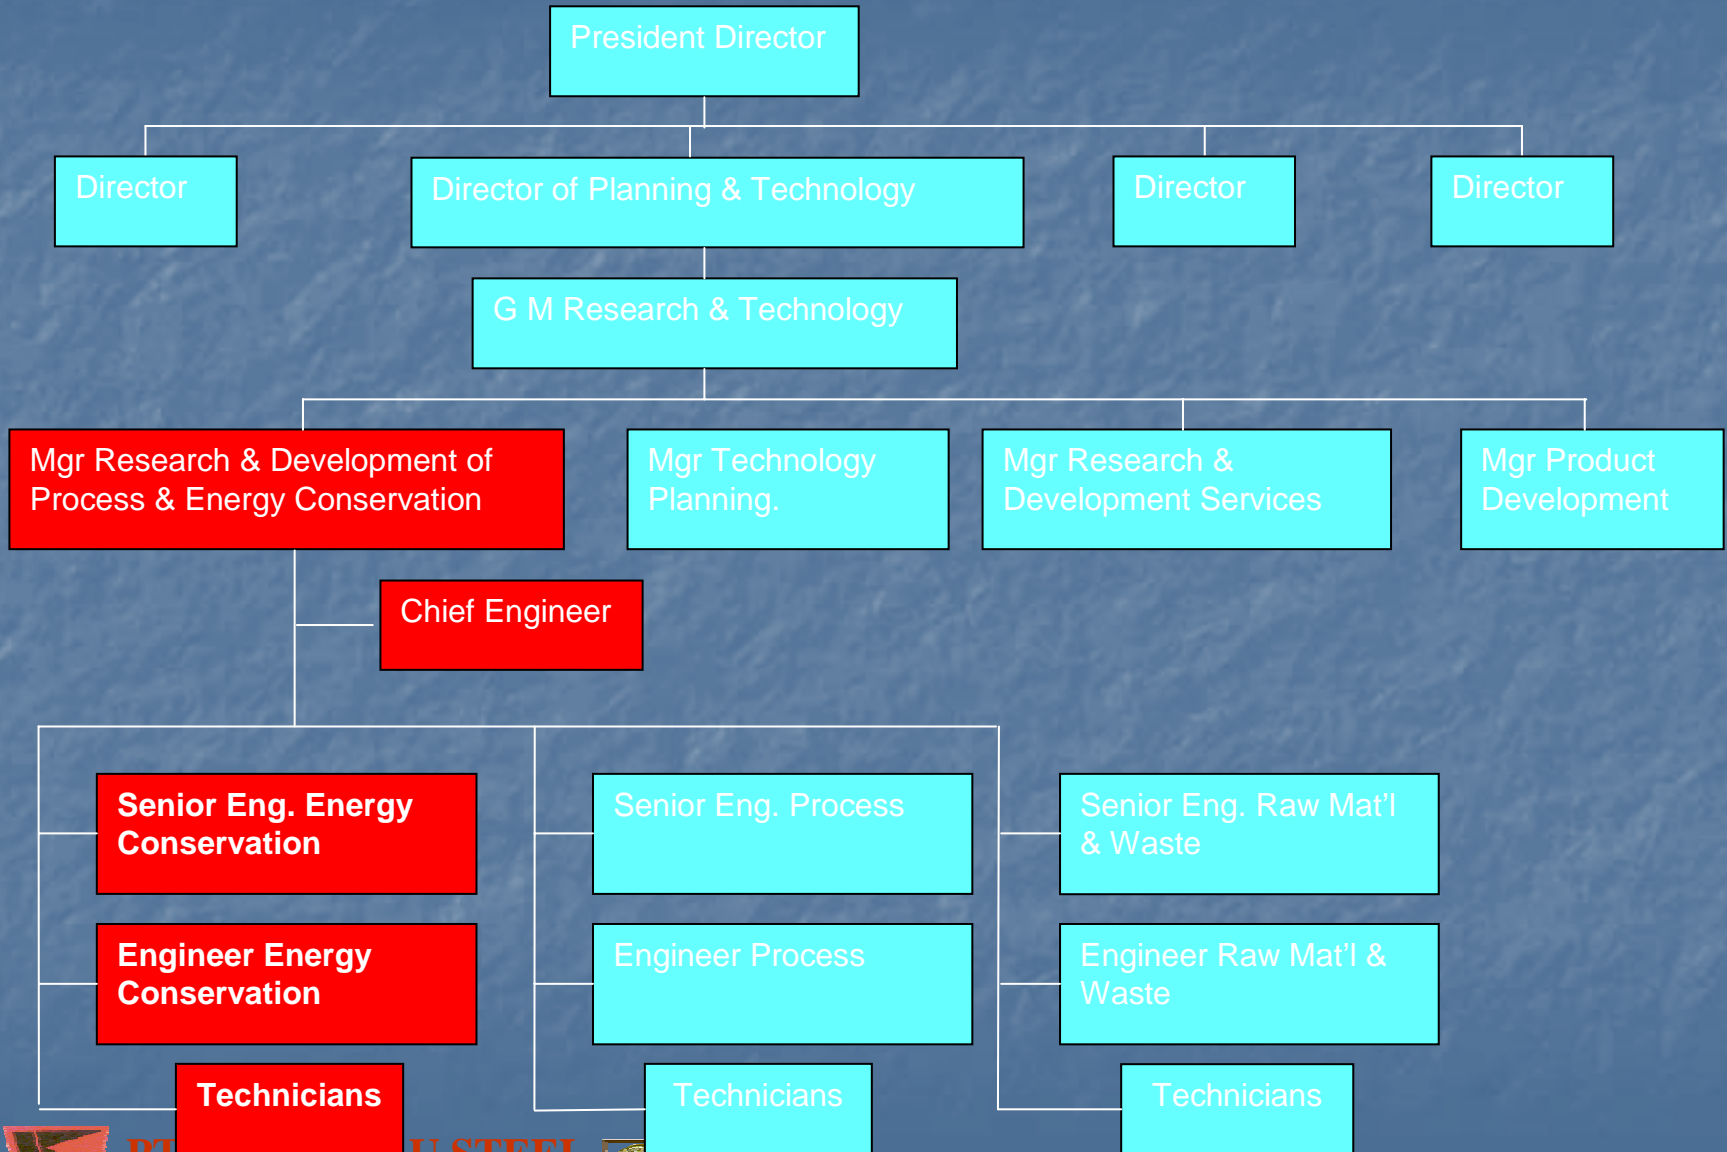 President Director
Director
Director of Planning & Technology
Director
Director
G M Research & Technology
Mgr Research & Development of
Process & Energy Conservation
Mgr Technology
Planning.
Mgr Research &
Development Services
Mgr Product
Development
Chief Engineer
Senior Eng. Energy
Conservation
Senior Eng. Process
Senior Eng. Raw Mat’l
& Waste
Engineer Energy
Conservation
Engineer Process
Engineer Raw Mat’l &
Waste
Technicians
Technicians
Technicians
PT
U STEEL